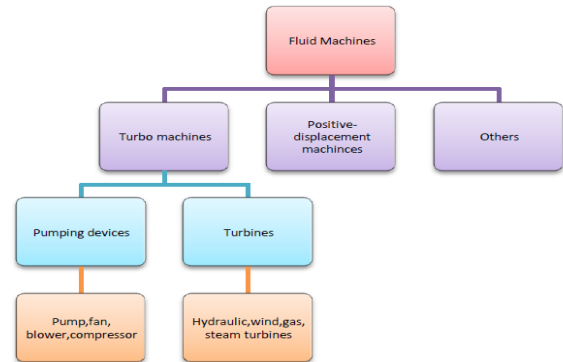 Fluid Machines
Turbo machines
Positive-
displacement
machinces
Others
Pumping devices
Turbines
Pump,fan,
blower,compressor
Hydraulic,wind,gas,
steam turbines